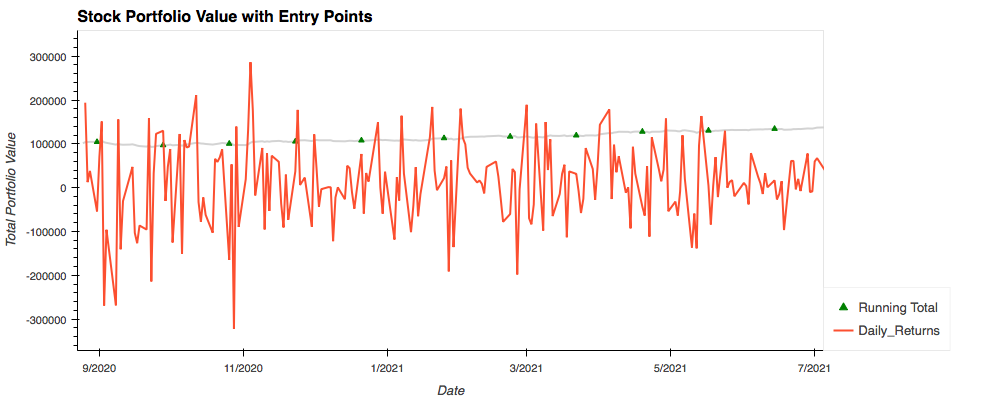 Stock Portfolio Value with Entry Points
300000
200000
100000
0
-100000
-200000
-300000
Total Portfolio Value
9/2020
11/2020
1/2021
3/2021
5/2021
7/2021
Date
Running Total
Daily_Returns